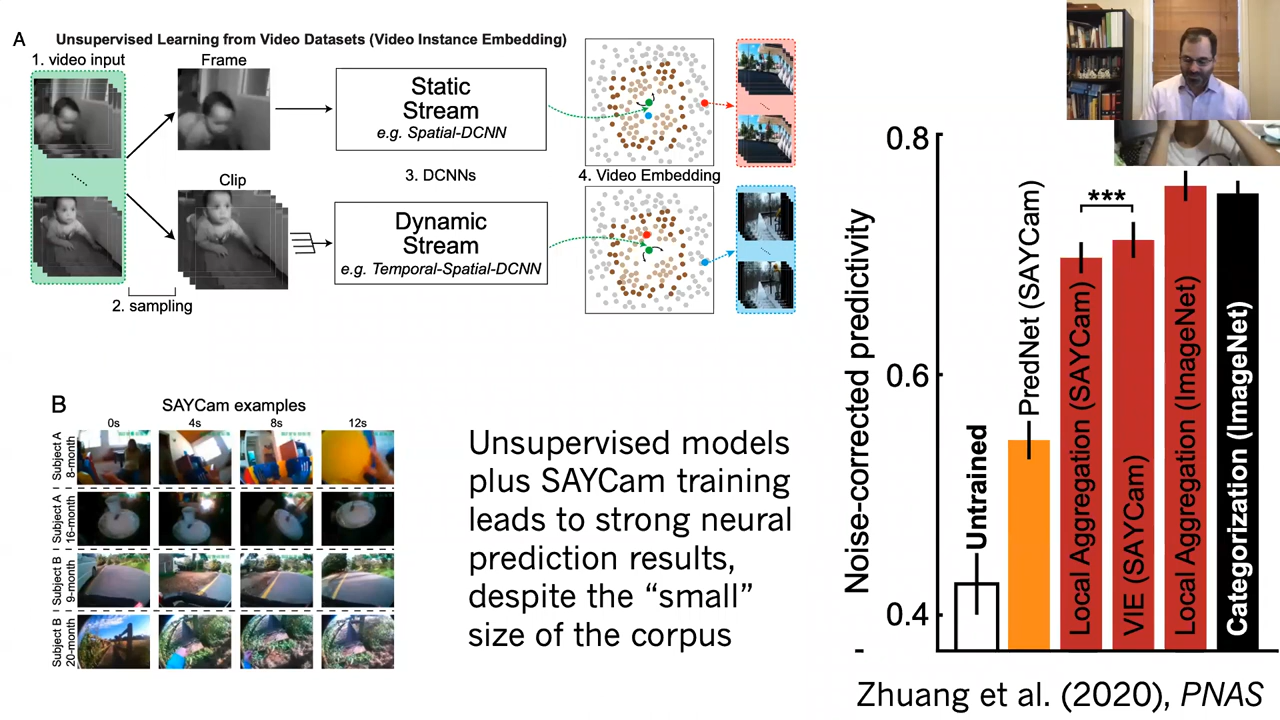 A
Unsupervised Learning from Video Datasets (Video Instance Embedding)
1. video input
Frame
Static
Stream
e.g. Spatial-DCNN
Clip
3. DCNNs
4. Video Embedding
Dynamic
Stream
e.g. Temporal-Spatial-DCNN
2. sampling
B
SAYCam examples
0s
4s
8s
12s
Subject A
8-month
Subject A
16-month
Subject B
9-month
Subject B
20-month
Unsupervised models
plus SAYCam training
leads to strong neural
prediction results,
despite the “small”
size of the corpus
Noise-corrected predictivity
0.8
0.6
0.4
-
Untrained
PredNet (SAYCam)
Local Aggregation (SAYCam)
VIE (SAYCam)
***
Local Aggregation (ImageNet)
Categorization (ImageNet)
Zhuang et al. (2020), PNAS